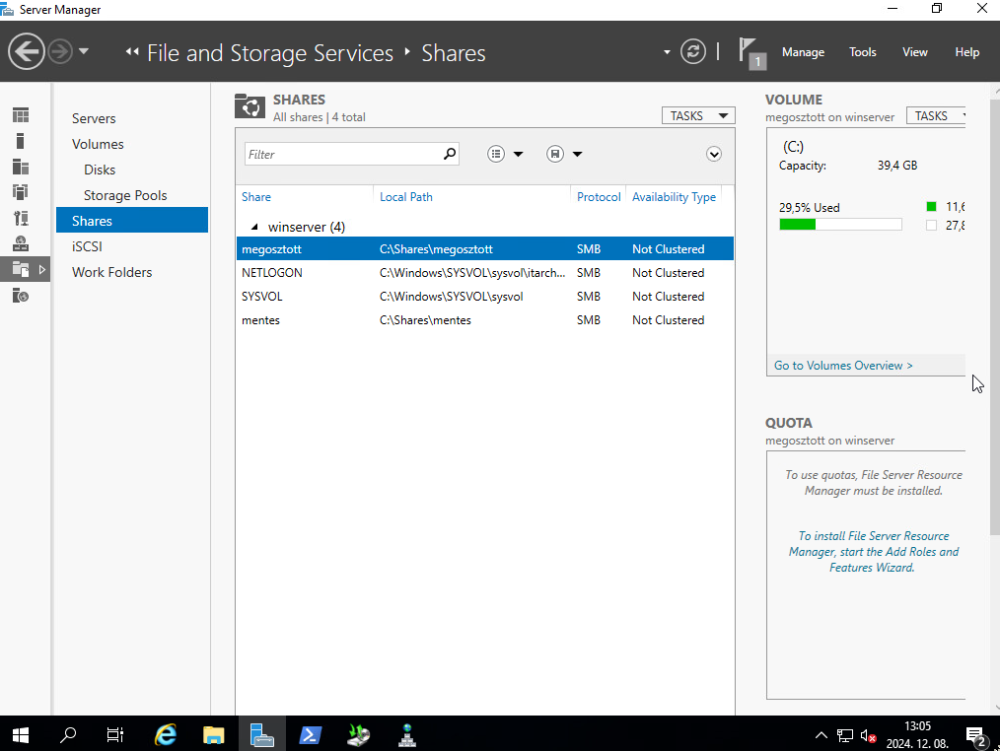 Server Manager
File and Storage Services
Shares
1
Manage
Tools
View
Help
Servers
Volumes
Disks
Storage Pools
Shares
iSCSI
Work Folders
SHARES
All shares | 4 total
TASKS
Filter
Share Local Path Protocol Availability Type
winserver (4)
megosztott C:\Shares\megosztott SMB Not Clustered
NETLOGON C:\Windows\SYSVOL\sysvol\itarch... SMB Not Clustered
SYSVOL C:\Windows\SYSVOL\sysvol SMB Not Clustered
mentes C:\Shares\mentes SMB Not Clustered
VOLUME
megosztott on winserver
TASKS
(C:)
Capacity: 39,4 GB
29,5% Used
11,6
27,8
Go to Volumes Overview >
QUOTA
megosztott on winserver
To use quotas, File Server Resource
Manager must be installed.
To install File Server Resource
Manager, start the Add Roles and
Features Wizard.
13:05
2024. 12. 08.
2